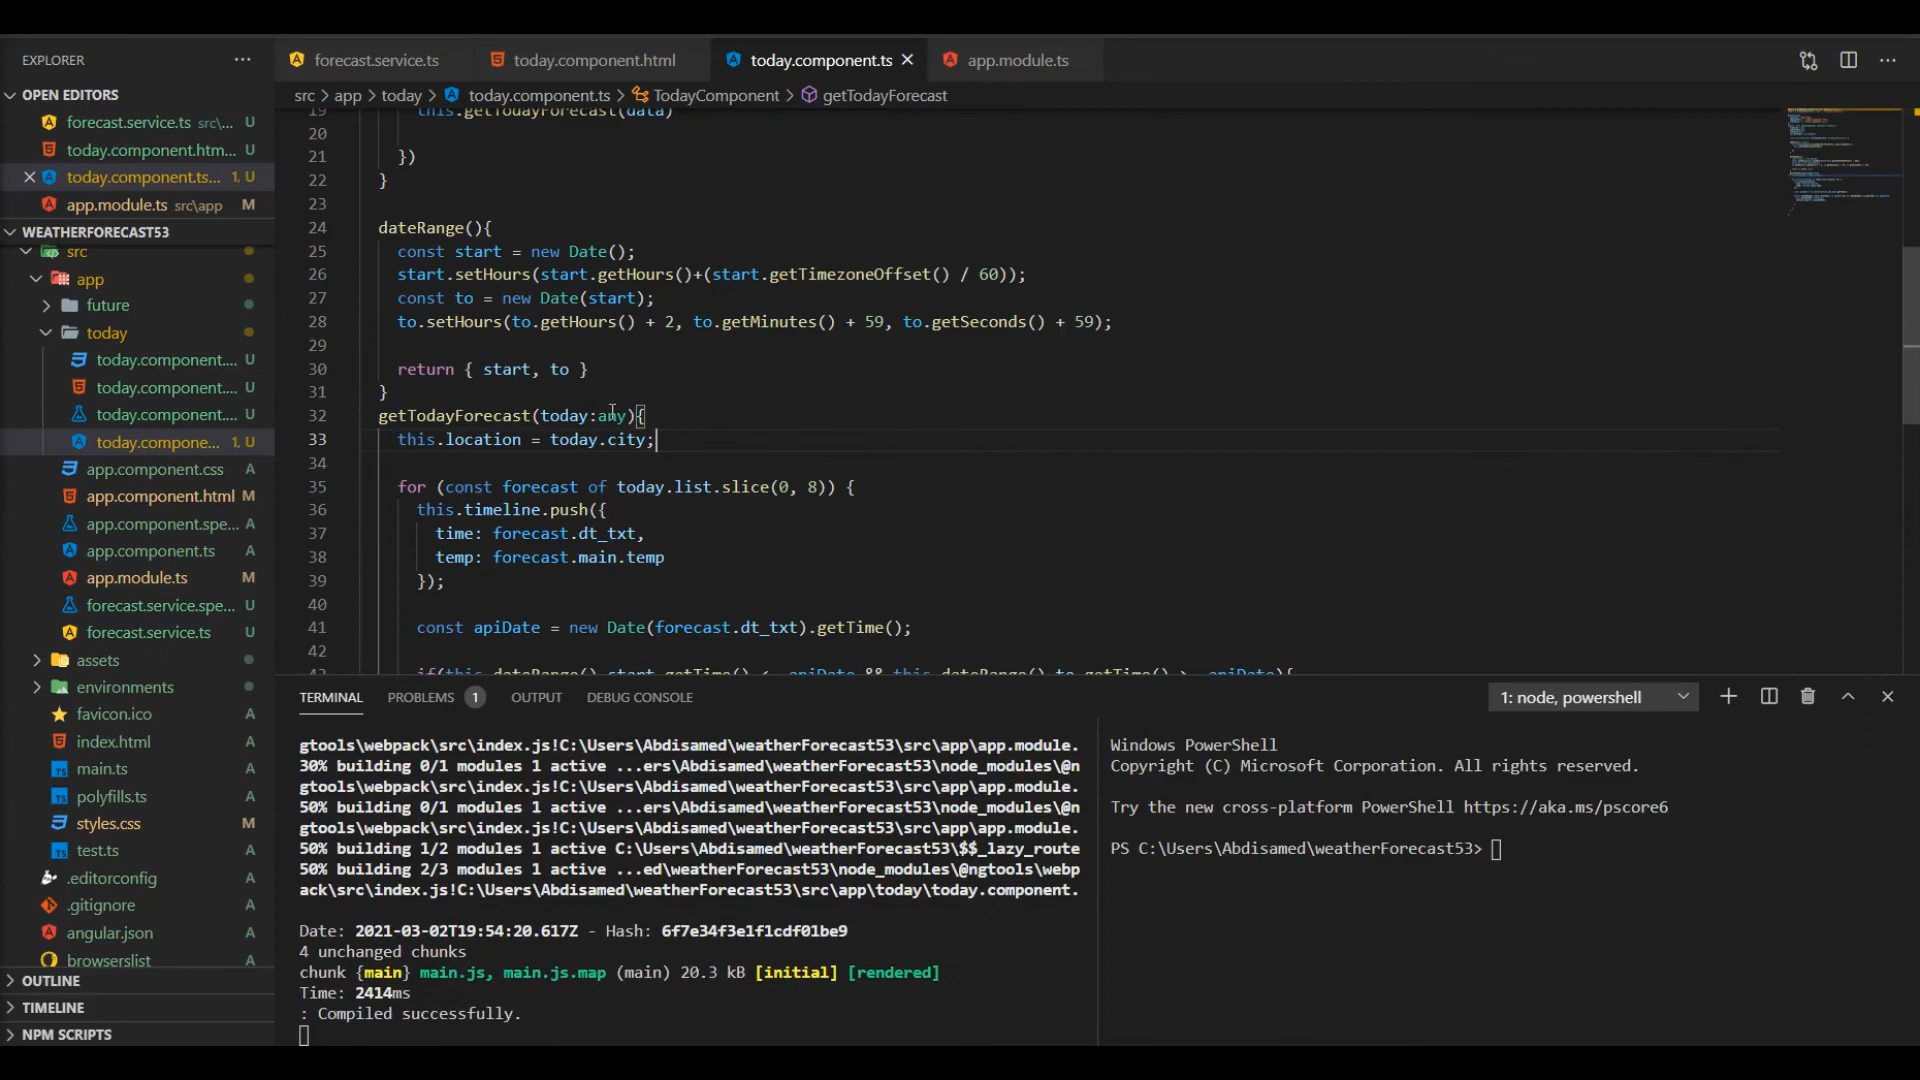 EXPLORER
forecast.service.ts
today.component.html
today.component.ts
app.module.ts
src > app > today > today.component.ts > TodayComponent > getTodayForecast
OPEN EDITORS
forecast.service.ts src\... U
today.component.htm... U
today.component.ts... 1, U
app.module.ts src\app M
WEATHERFORECAST53
src
app
future
today
today.component.... U
today.component.... U
today.component.... U
today.compone... 1, U
app.component.css A
app.component.html M
app.component.spe... A
app.component.ts A
app.module.ts M
forecast.service.spe... U
forecast.service.ts U
assets
environments
favicon.ico A
index.html A
main.ts A
polyfills.ts A
styles.css M
test.ts A
.editorconfig A
.gitignore A
angular.json A
browserslist A
OUTLINE
TIMELINE
NPM SCRIPTS
19 this.getTodayForecast(data)
20
21 })
22 }
23
24 dateRange(){
25 const start = new Date();
26 start.setHours(start.getHours()+(start.getTimezoneOffset() / 60));
27 const to = new Date(start);
28 to.setHours(to.getHours() + 2, to.getMinutes() + 59, to.getSeconds() + 59);
29
30 return { start, to }
31 }
32 getTodayForecast(today:any){
33 this.location = today.city;
34
35 for (const forecast of today.list.slice(0, 8)) {
36 this.timeline.push({
37 time: forecast.dt_txt,
38 temp: forecast.main.temp
39 });
40
41 const apiDate = new Date(forecast.dt_txt).getTime();
42
if(this.dateRange().start.getTime() < apiDate && this.dateRange().to.getTime() > apiDate){
TERMINAL PROBLEMS 1 OUTPUT DEBUG CONSOLE
1: node, powershell
gtools\webpack\src\index.js!C:\Users\Abdisamed\weatherForecast53\src\app\app.module.
30% building 0/1 modules 1 active ...ers\Abdisamed\weatherForecast53\node_modules\@n
gtools\webpack\src\index.js!C:\Users\Abdisamed\weatherForecast53\src\app\app.module.
50% building 0/1 modules 1 active ...ers\Abdisamed\weatherForecast53\node_modules\@n
gtools\webpack\src\index.js!C:\Users\Abdisamed\weatherForecast53\src\app\app.module.
50% building 1/2 modules 1 active C:\Users\Abdisamed\weatherForecast53\$$_lazy_route
50% building 2/3 modules 1 active ...ed\weatherForecast53\node_modules\@ngtools\webp
ack\src\index.js!C:\Users\Abdisamed\weatherForecast53\src\app\today\today.component.
Date: 2021-03-02T19:54:20.617Z - Hash: 6f7e34f3e1f1cdf01be9
4 unchanged chunks
chunk {main} main.js, main.js.map (main) 20.3 kB [initial] [rendered]
Time: 2414ms
: Compiled successfully.
Windows PowerShell
Copyright (C) Microsoft Corporation. All rights reserved.
Try the new cross-platform PowerShell https://aka.ms/pscore6
PS C:\Users\Abdisamed\weatherForecast53>